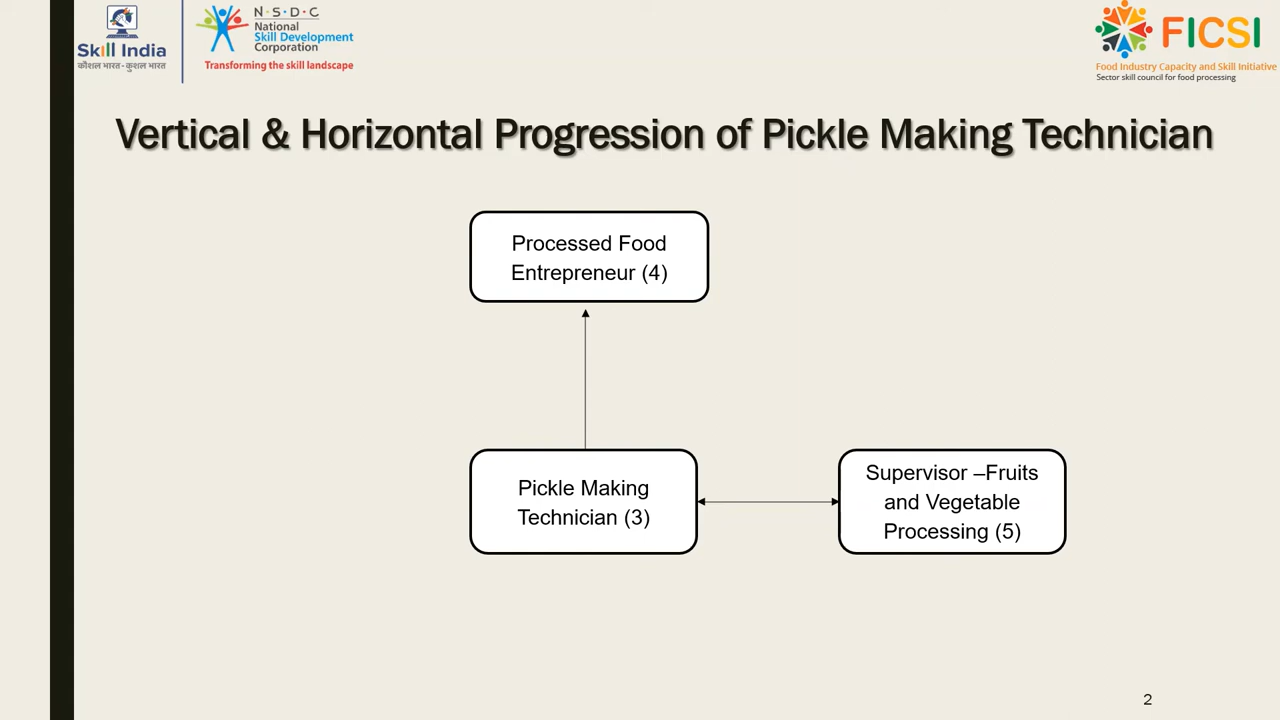 Skill India
कौशल भारत - कुशल भारत
N·S·D·C
National
Skill Development
Corporation
Transforming the skill landscape
FICSI
Food Industry Capacity and Skill Initiative
Sector skill council for food processing
Vertical & Horizontal Progression of Pickle Making Technician
Processed Food
Entrepreneur (4)
Pickle Making
Technician (3)
Supervisor –Fruits
and Vegetable
Processing (5)
2